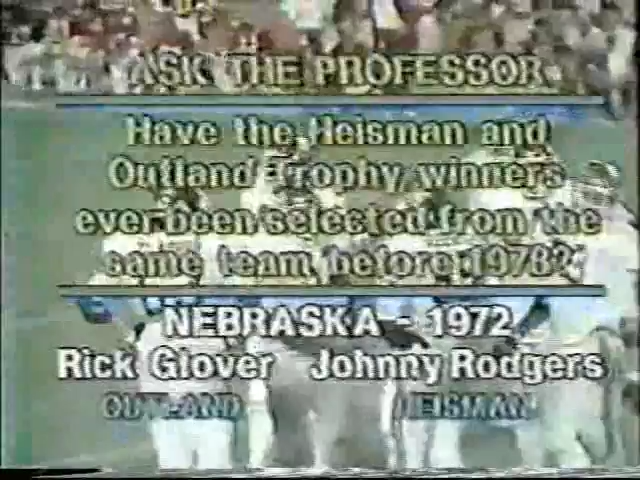 ASK THE PROFESSOR
Have the Heisman and
Outland Trophy winners
ever been selected from the
same team, before 1978?
NEBRASKA - 1972
Rick Glover Johnny Rodgers
OUTLAND HEISMAN